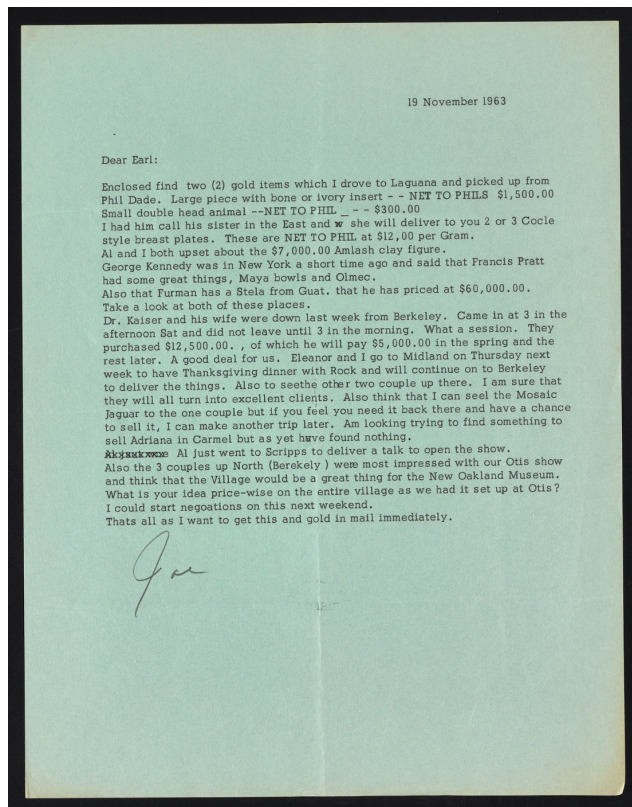 19 November 1963
Dear Earl:
Enclosed find two (2) gold items which I drove to Laguana and picked up from
Phil Dade. Large piece with bone or ivory insert - - NET TO PHILS $1,500.00
Small double head animal --NET TO PHIL _ - - $300.00
I had him call his sister in the East and w she will deliver to you 2 or 3 Cocle
style breast plates. These are NET TO PHIL at $12,00 per Gram.
Al and I both upset about the $7,000.00 Amlash clay figure.
George Kennedy was in New York a short time ago and said that Francis Pratt
had some great things, Maya bowls and Olmec.
Also that Furman has a Stela from Guat. that he has priced at $60,000.00.
Take a look at both of these places.
Dr. Kaiser and his wife were down last week from Berkeley. Came in at 3 in the
afternoon Sat and did not leave until 3 in the morning. What a session. They
purchased $12,500.00. , of which he will pay $5,000.00 in the spring and the
rest later. A good deal for us. Eleanor and I go to Midland on Thursday next
week to have Thanksgiving dinner with Rock and will continue on to Berkeley
to deliver the things. Also to seethe other two couple up there. I am sure that
they will all turn into excellent clients. Also think that I can seel the Mosaic
Jaguar to the one couple but if you feel you need it back there and have a chance
to sell it, I can make another trip later. Am looking trying to find something to
sell Adriana in Carmel but as yet have found nothing.
Al just went to Scripps to deliver a talk to open the show.
Also the 3 couples up North (Berekely ) were most impressed with our Otis show
and think that the Village would be a great thing for the New Oakland Museum.
What is your idea price-wise on the entire village as we had it set up at Otis?
I could start negoations on this next weekend.
Thats all as I want to get this and gold in mail immediately.
Joe